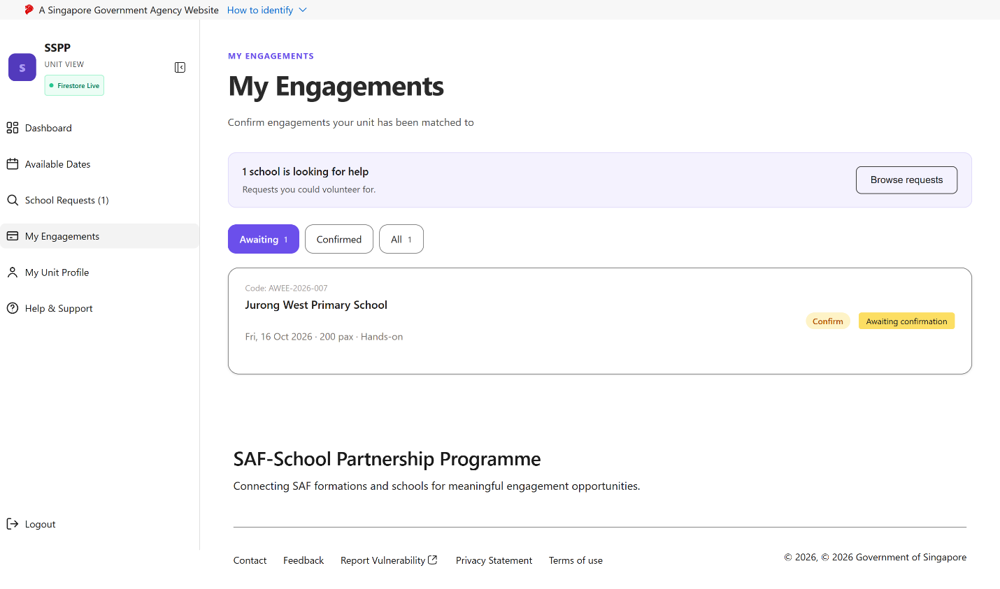 A Singapore Government Agency Website How to identify
SSPP
S
UNIT VIEW
Firestore Live
Dashboard
Available Dates
School Requests (1)
My Engagements
My Unit Profile
Help & Support
Logout
MY ENGAGEMENTS
My Engagements
Confirm engagements your unit has been matched to
1 school is looking for help
Requests you could volunteer for.
Browse requests
Awaiting 1
Confirmed
All 1
Code: AWEE-2026-007
Jurong West Primary School
Fri, 16 Oct 2026 · 200 pax · Hands-on
Confirm
Awaiting confirmation
SAF-School Partnership Programme
Connecting SAF formations and schools for meaningful engagement opportunities.
Contact Feedback Report Vulnerability Privacy Statement Terms of use
© 2026, © 2026 Government of Singapore